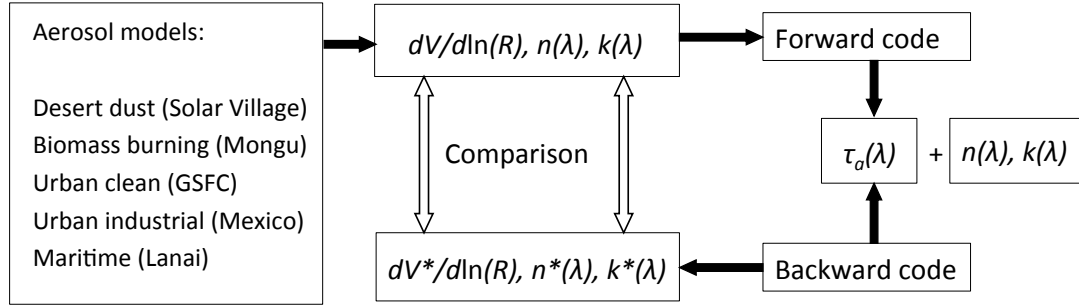 Aerosol models:
Desert dust (Solar Village)
Biomass burning (Mongu)
Urban clean (GSFC)
Urban industrial (Mexico)
Maritime (Lanai)
dV/dln(R), n(λ), k(λ)
Forward code
Comparison
τa(λ) + n(λ), k(λ)
dV*/dln(R), n*(λ), k*(λ)
Backward code